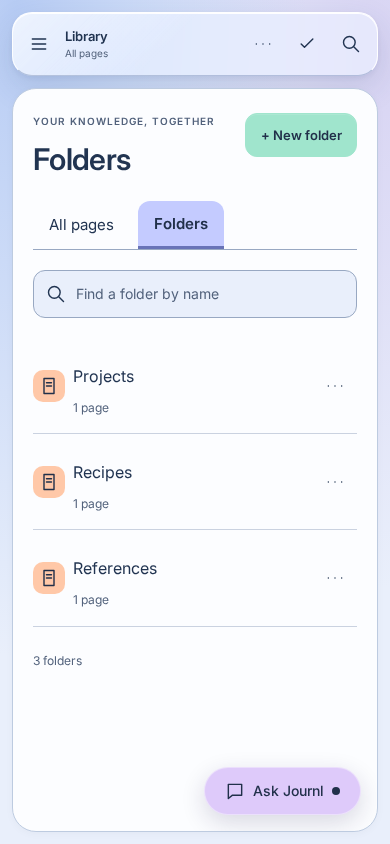 Library
All pages
...
YOUR KNOWLEDGE, TOGETHER
+ New folder
Folders
All pages
Folders
Find a folder by name
Projects
...
1 page
Recipes
...
1 page
References
...
1 page
3 folders
Ask Journl